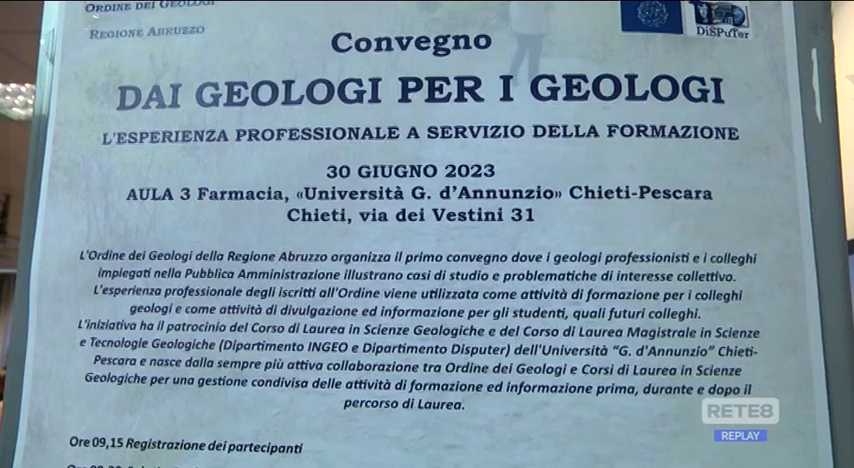 ORDINE DEI GEOLOGI
REGIONE ABRUZZO
DiSPuTer
Convegno
DAI GEOLOGI PER I GEOLOGI
L'ESPERIENZA PROFESSIONALE A SERVIZIO DELLA FORMAZIONE
30 GIUGNO 2023
AULA 3 Farmacia, «Università G. d'Annunzio» Chieti-Pescara
Chieti, via dei Vestini 31
L'Ordine dei Geologi della Regione Abruzzo organizza il primo convegno dove i geologi professionisti e i colleghi
impiegati nella Pubblica Amministrazione illustrano casi di studio e problematiche di interesse collettivo.
L'esperienza professionale degli iscritti all'Ordine viene utilizzata come attività di formazione per i colleghi
geologi e come attività di divulgazione ed informazione per gli studenti, quali futuri colleghi.
L'iniziativa ha il patrocinio del Corso di Laurea in Scienze Geologiche e del Corso di Laurea Magistrale in Scienze
e Tecnologie Geologiche (Dipartimento INGEO e Dipartimento Disputer) dell'Università "G. d'Annunzio" Chieti-
Pescara e nasce dalla sempre più attiva collaborazione tra Ordine dei Geologi e Corsi di Laurea in Scienze
Geologiche per una gestione condivisa delle attività di formazione ed informazione prima, durante e dopo il
percorso di Laurea.
Ore 09,15 Registrazione dei partecipanti
RETE8
REPLAY